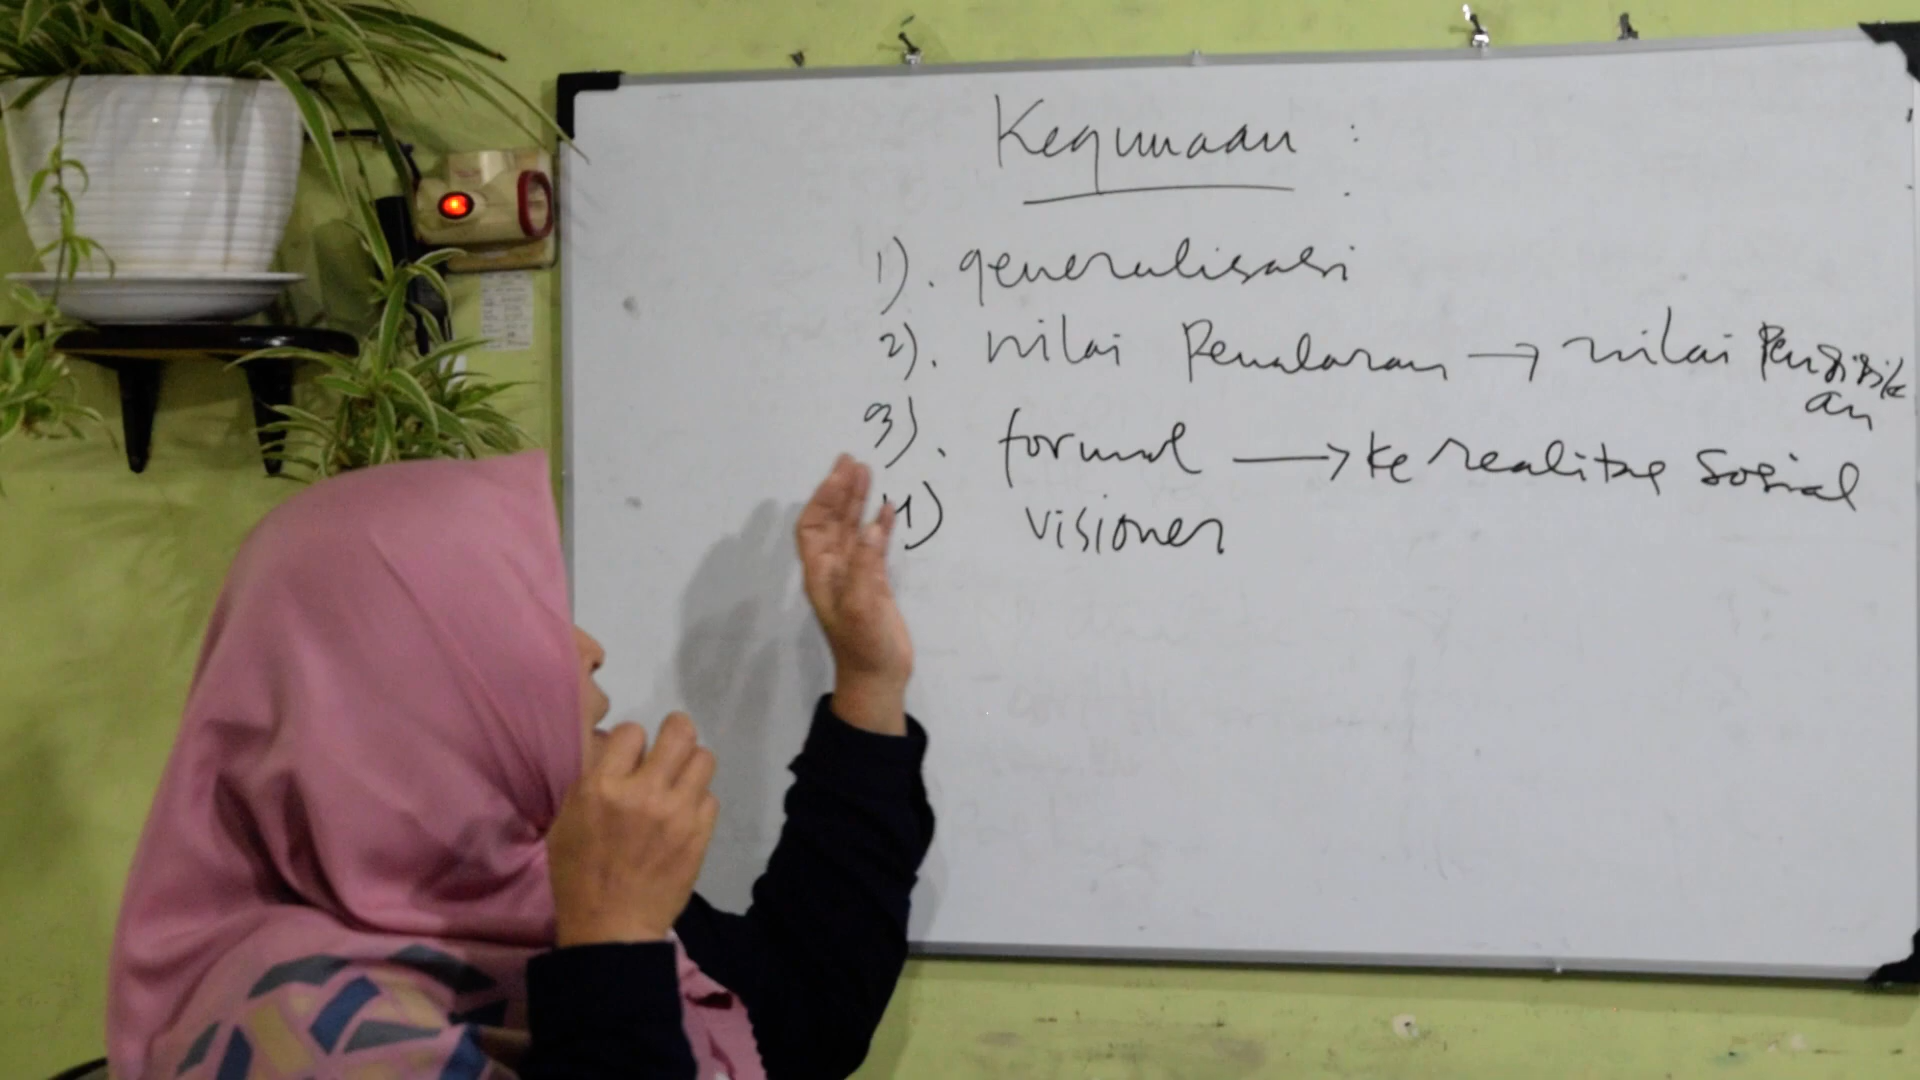 Kegunaan :
1). generalisasi
2). nilai Penalaran → nilai Pendidik
an
3). formal → ke realitas Sosial
4) visioner